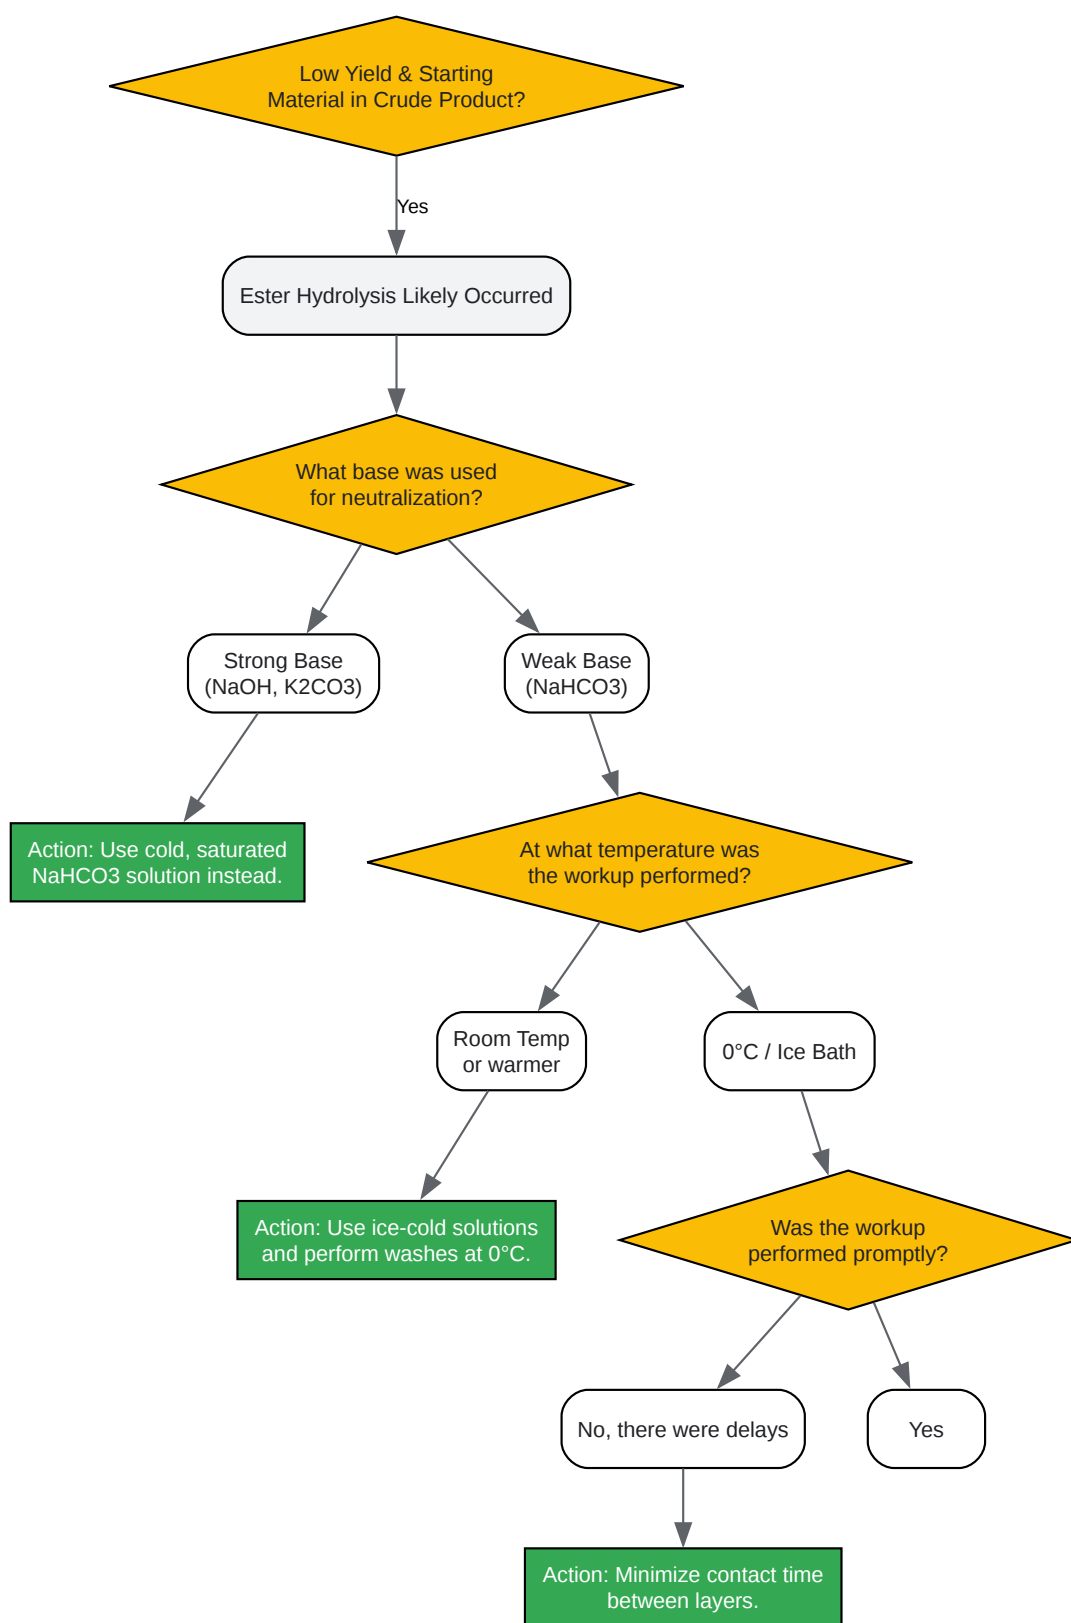 Low Yield & Starting
Material in Crude Product?
Yes
Ester Hydrolysis Likely Occurred
What base was used
for neutralization?
Strong Base
(NaOH, K2CO3)
Weak Base
(NaHCO3)
Action: Use cold, saturated
NaHCO3 solution instead.
At what temperature was
the workup performed?
Room Temp
or warmer
0°C / Ice Bath
Action: Use ice-cold solutions
and perform washes at 0°C.
Was the workup
performed promptly?
No, there were delays
Yes
Action: Minimize contact time
between layers.